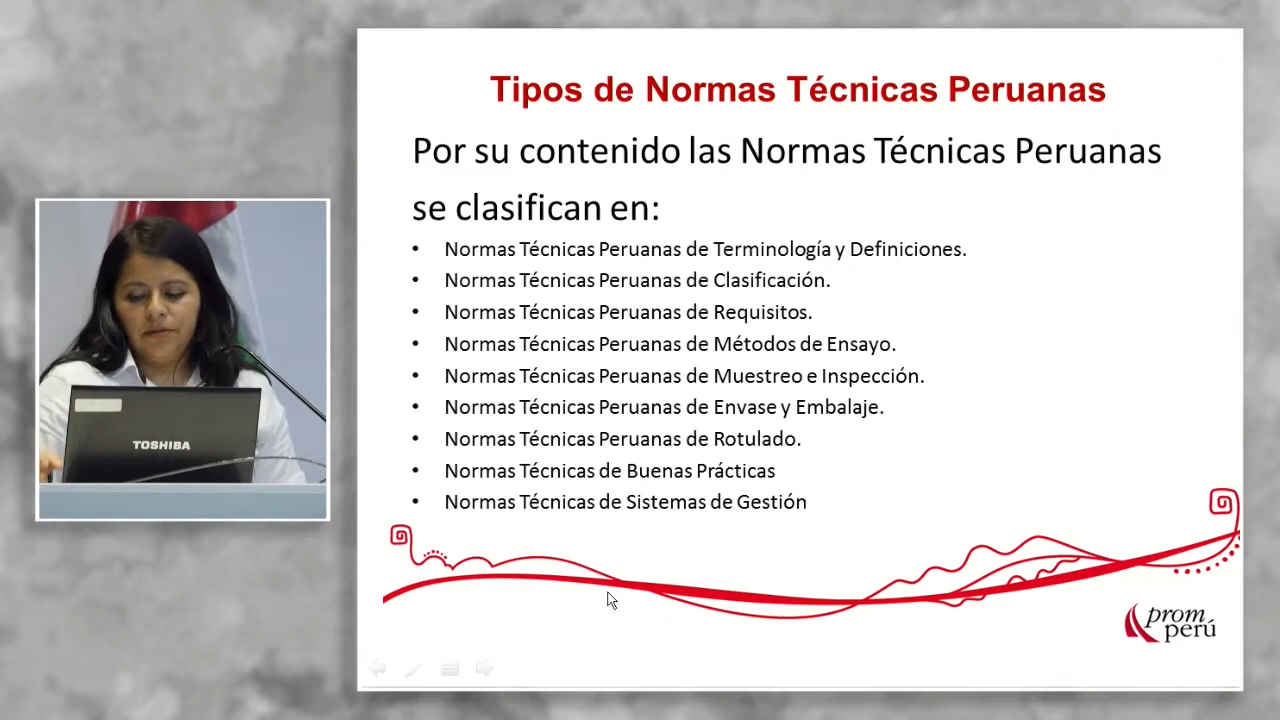 Tipos de Normas Técnicas Peruanas
Por su contenido las Normas Técnicas Peruanas
se clasifican en:
• Normas Técnicas Peruanas de Terminología y Definiciones.
• Normas Técnicas Peruanas de Clasificación.
• Normas Técnicas Peruanas de Requisitos.
• Normas Técnicas Peruanas de Métodos de Ensayo.
• Normas Técnicas Peruanas de Muestreo e Inspección.
• Normas Técnicas Peruanas de Envase y Embalaje.
• Normas Técnicas Peruanas de Rotulado.
• Normas Técnicas de Buenas Prácticas
• Normas Técnicas de Sistemas de Gestión
TOSHIBA
prom
perú